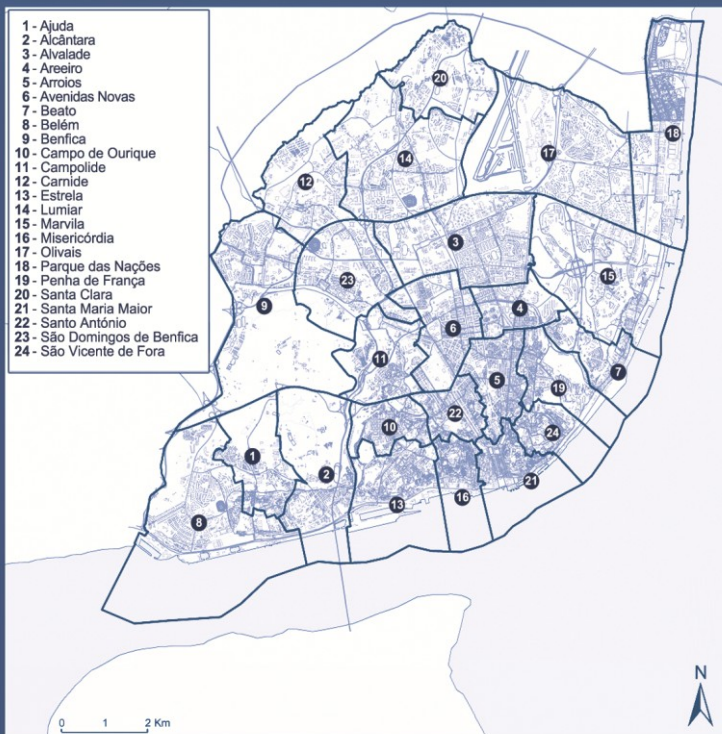 1 - Ajuda
2 - Alcântara
3 - Alvalade
4 - Areeiro
5 - Arroios
6 - Avenidas Novas
7 - Beato
8 - Belém
9 - Benfica
10 - Campo de Ourique
11 - Campolide
12 - Carnide
13 - Estrela
14 - Lumiar
15 - Marvila
16 - Misericórdia
17 - Olivais
18 - Parque das Nações
19 - Penha de França
20 - Santa Clara
21 - Santa Maria Maior
22 - Santo António
23 - São Domingos de Benfica
24 - São Vicente de Fora
20
18
14
17
12
3
23
15
9
4
6
11
7
5
19
22
10
24
1
2
21
16
13
8
N
0 1 2 Km